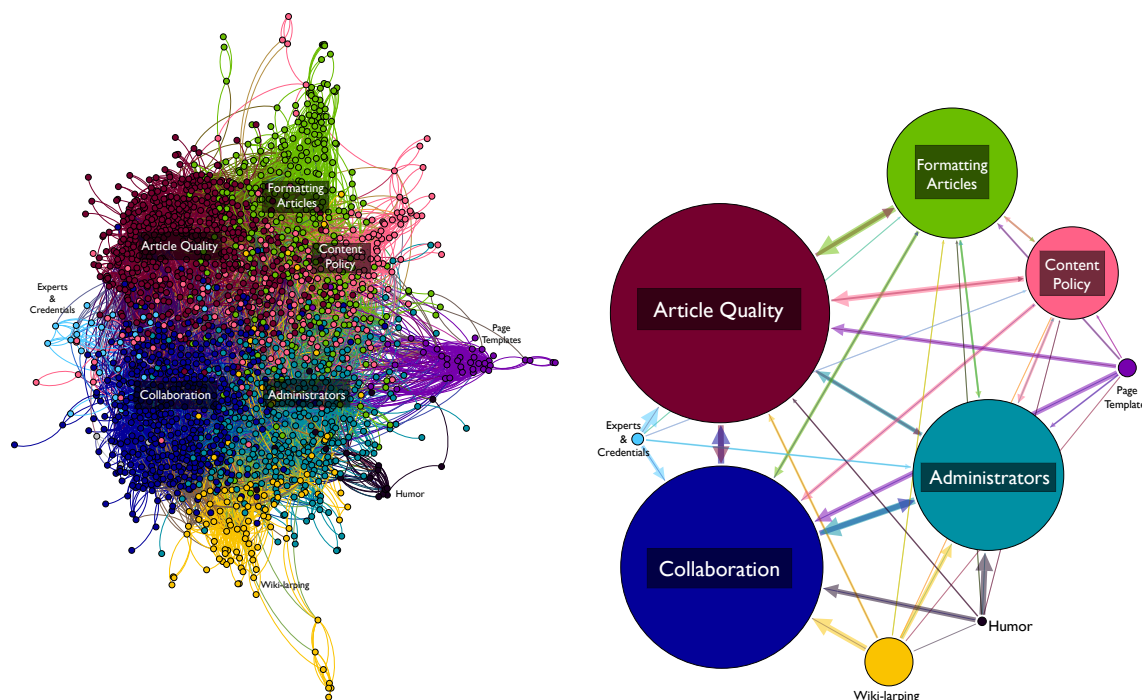 Formatting
Articles
Article Quality
Content
Policy
Experts
&
Credentials
Page
Templates
Collaboration
Administrators
Humor
Wiki-larping
Formatting
Articles
Content
Policy
Article Quality
Page
Templates
Experts
&
Credentials
Administrators
Collaboration
Humor
Wiki-larping